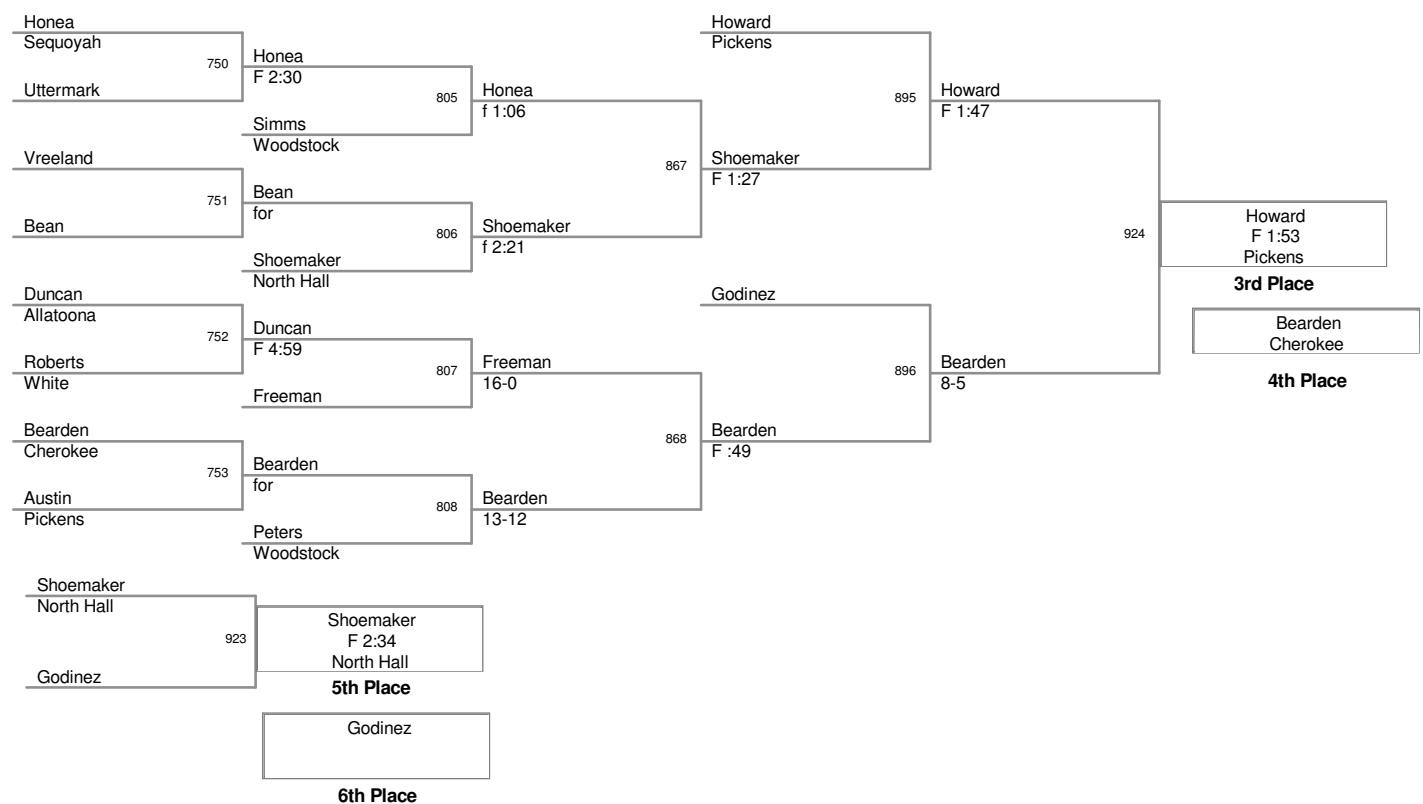 Honea
Sequoyah
750
Uttermark
Honea
F 2:30
805
Simms
Woodstock
Honea
f 1:06
Vreeland
751
Bean
Bean
for
806
Shoemaker
North Hall
Shoemaker
f 2:21
867
Shoemaker
F 1:27
Howard
Pickens
895
Howard
F 1:47
Duncan
Allatoona
752
Roberts
White
Duncan
F 4:59
807
Freeman
Freeman
16-0
Bearden
Cherokee
753
Austin
Pickens
Bearden
for
808
Peters
Woodstock
Bearden
13-12
868
Bearden
F :49
Godinez
896
Bearden
8-5
924
Howard
F 1:53
Pickens
3rd Place
Bearden
Cherokee
4th Place
Shoemaker
North Hall
923
Godinez
Shoemaker
F 2:34
North Hall
5th Place
Godinez
6th Place